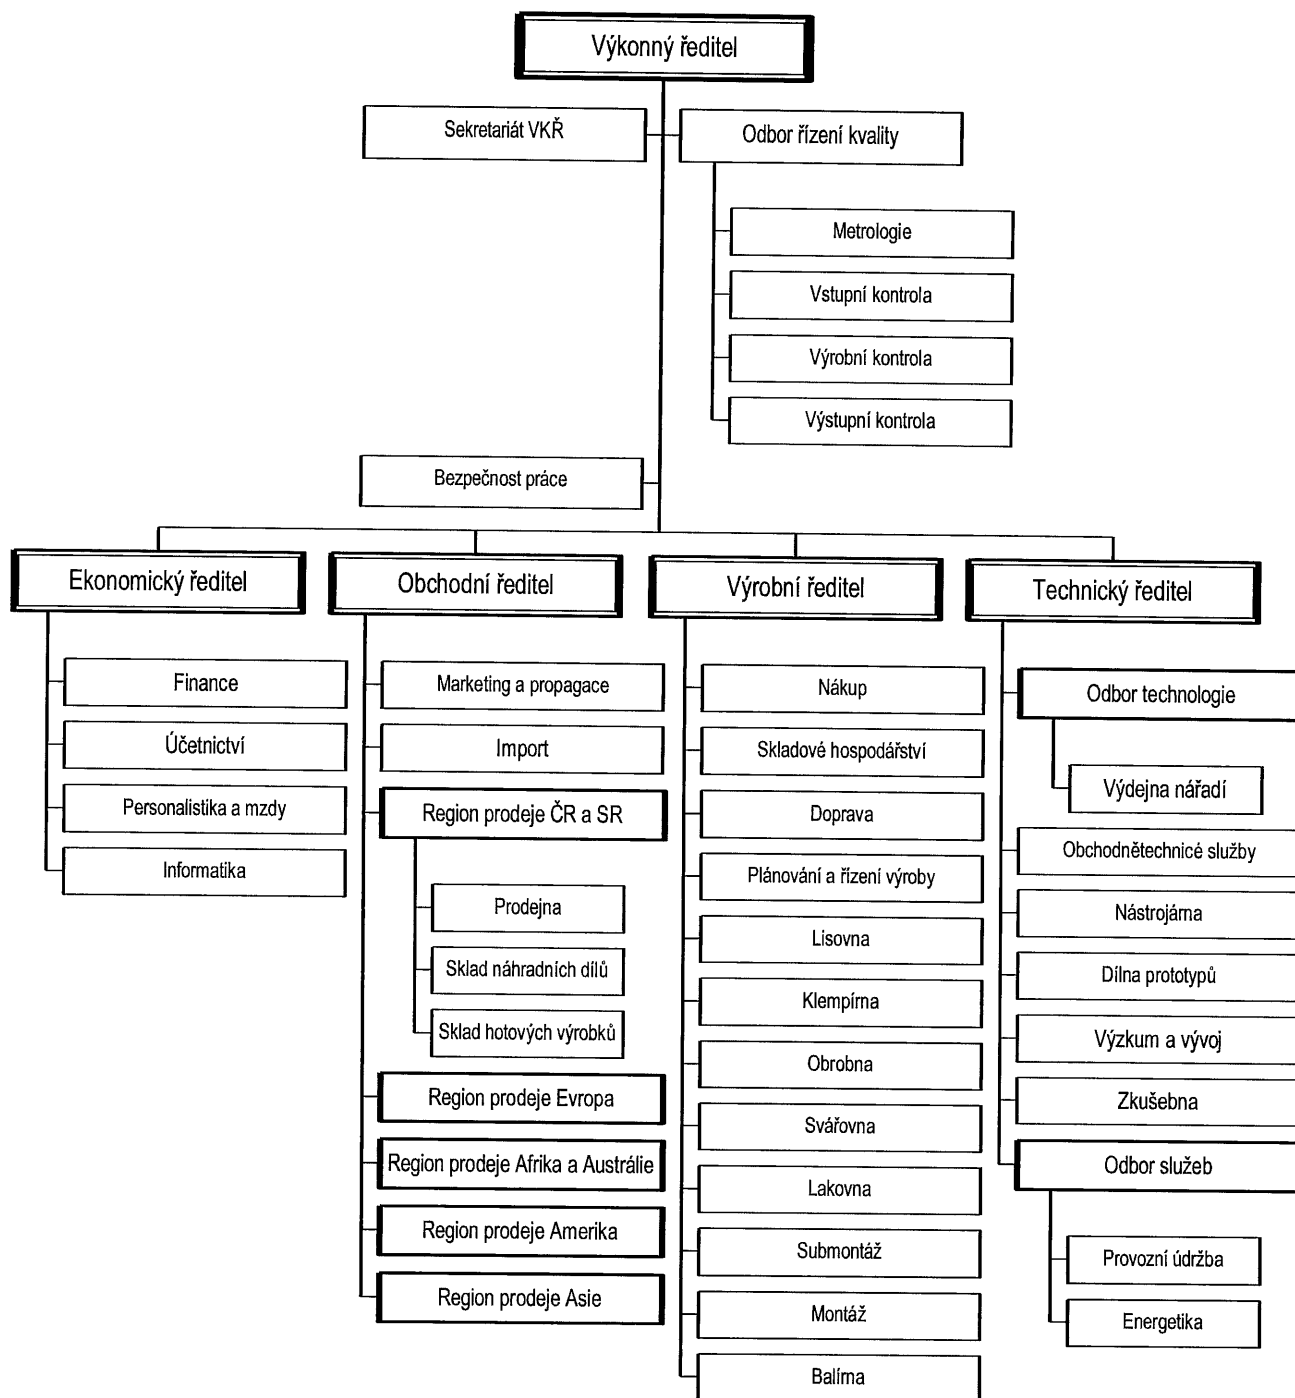 Výkonný ředitel
Sekretariát VKŘ
Odbor řízení kvality
Metrologie
Vstupní kontrola
Výrobní kontrola
Výstupní kontrola
Bezpečnost práce
Ekonomický ředitel
Finance
Účetnictví
Personalistika a mzdy
Informatika
Obchodní ředitel
Marketing a propagace
Import
Region prodeje ČR a SR
Prodejna
Sklad náhradních dílů
Sklad hotových výrobků
Region prodeje Evropa
Region prodeje Afrika a Austrálie
Region prodeje Amerika
Region prodeje Asie
Výrobní ředitel
Nákup
Skladové hospodářství
Doprava
Plánování a řízení výroby
Lisovna
Klempírna
Obrobna
Svářovna
Lakovna
Submontáž
Montáž
Balírna
Technický ředitel
Odbor technologie
Výdejna nářadí
Obchodnětechnicé služby
Nástrojárna
Dílna prototypů
Výzkum a vývoj
Zkušebna
Odbor služeb
Provozní údržba
Energetika